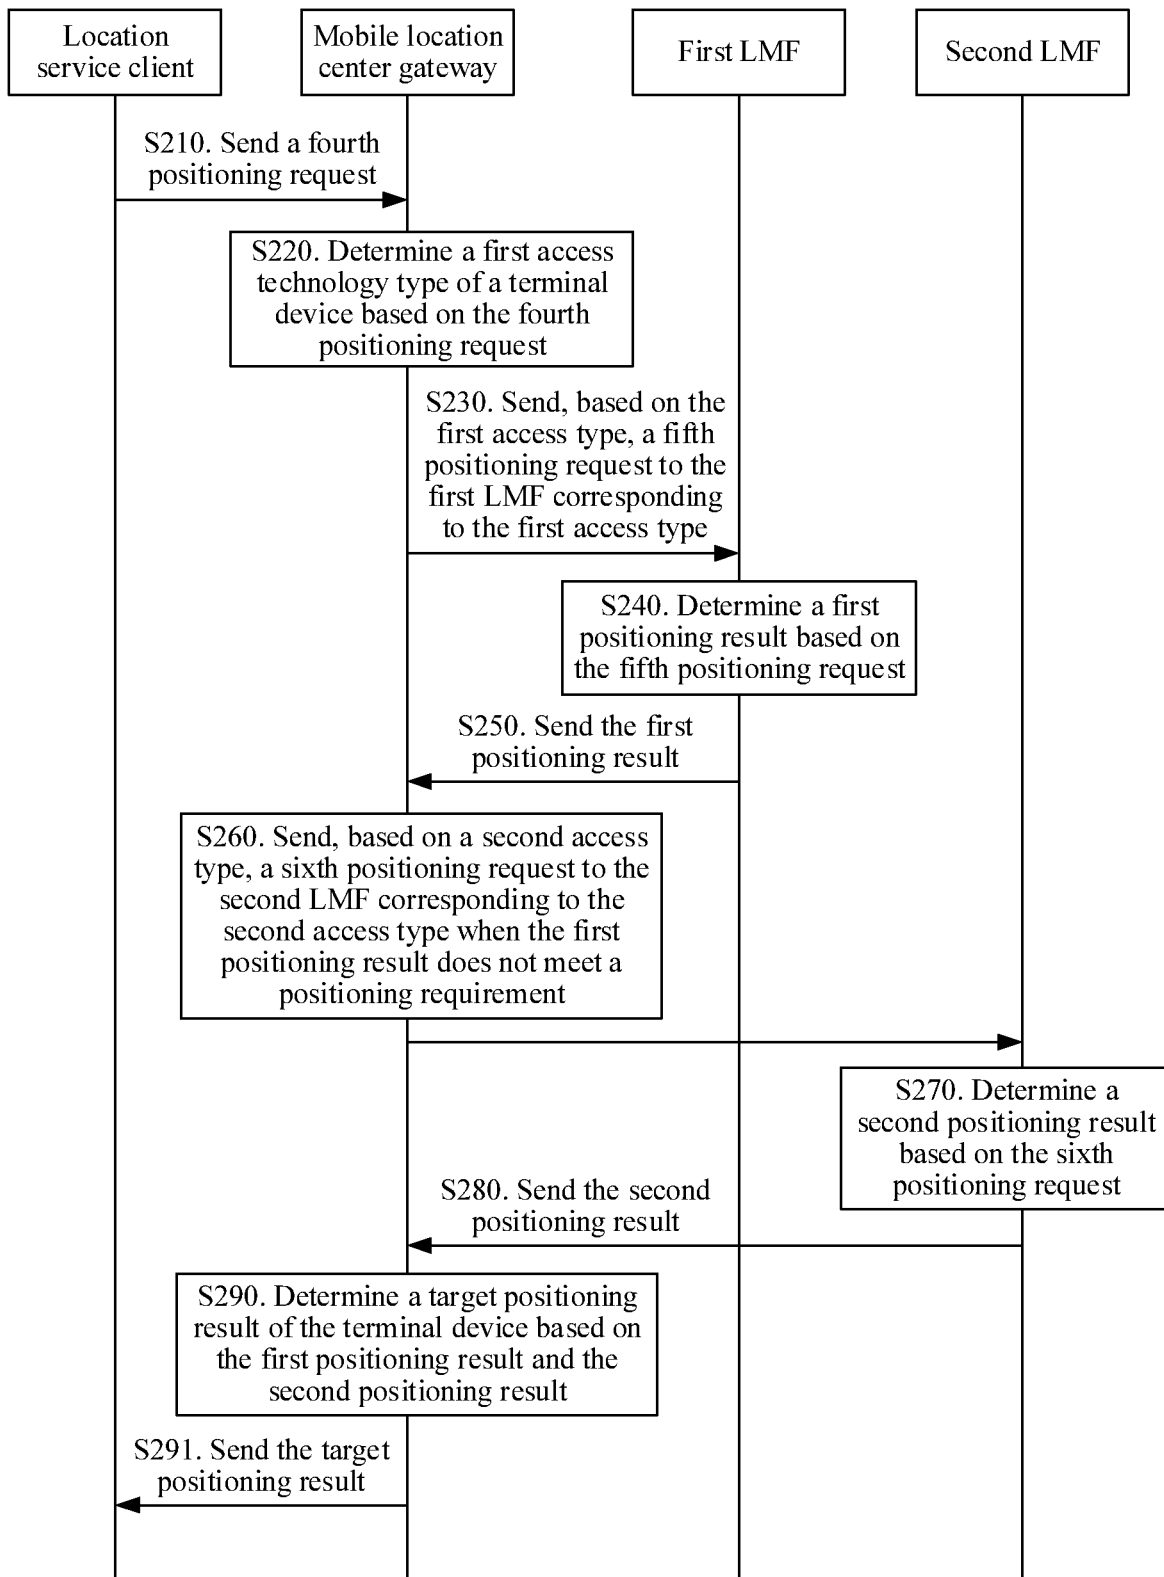 Location
service client
Mobile location
center gateway
First LMF
Second LMF
S210. Send a fourth
positioning request
S220. Determine a first access
technology type of a terminal
device based on the fourth
positioning request
S230. Send, based on the
first access type, a fifth
positioning request to the
first LMF corresponding
to the first access type
S240. Determine a first
positioning result based on
the fifth positioning request
S250. Send the first
positioning result
S260. Send, based on a second access
type, a sixth positioning request to the
second LMF corresponding to the
second access type when the first
positioning result does not meet a
positioning requirement
S270. Determine a
second positioning result
based on the sixth
positioning request
S280. Send the second
positioning result
S290. Determine a target positioning
result of the terminal device based on
the first positioning result and the
second positioning result
S291. Send the target
positioning result